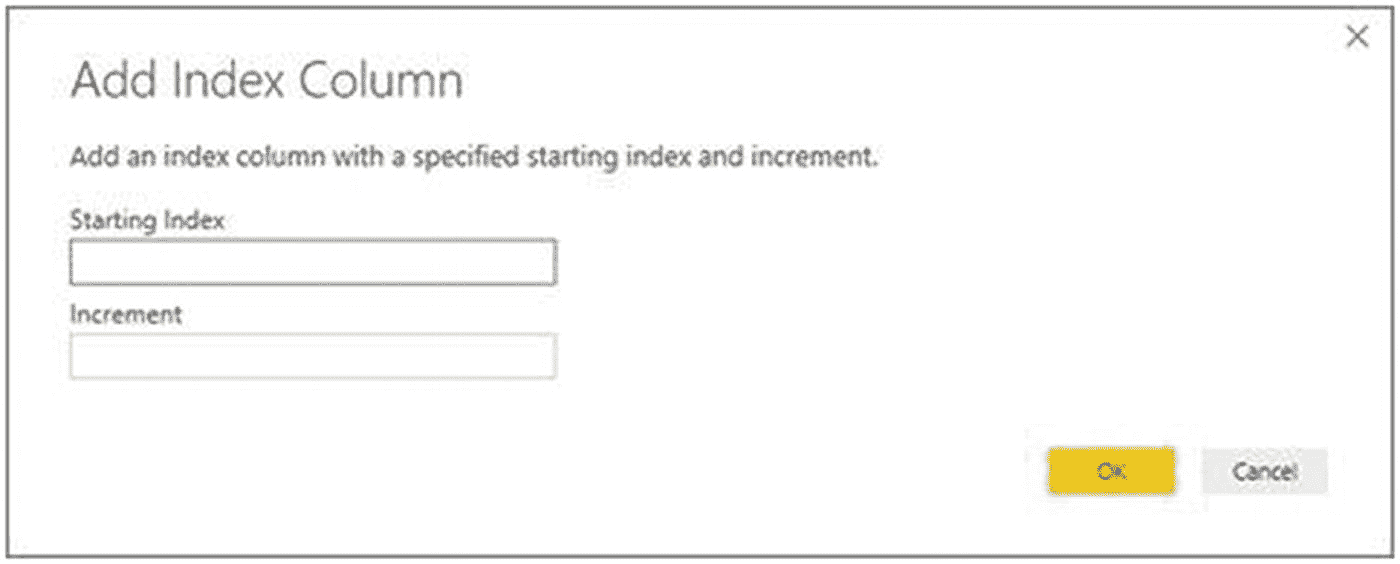 Add Index Column
Add an index column with a specified starting index and increment.
Starting Index
Increment
OK
Cancel